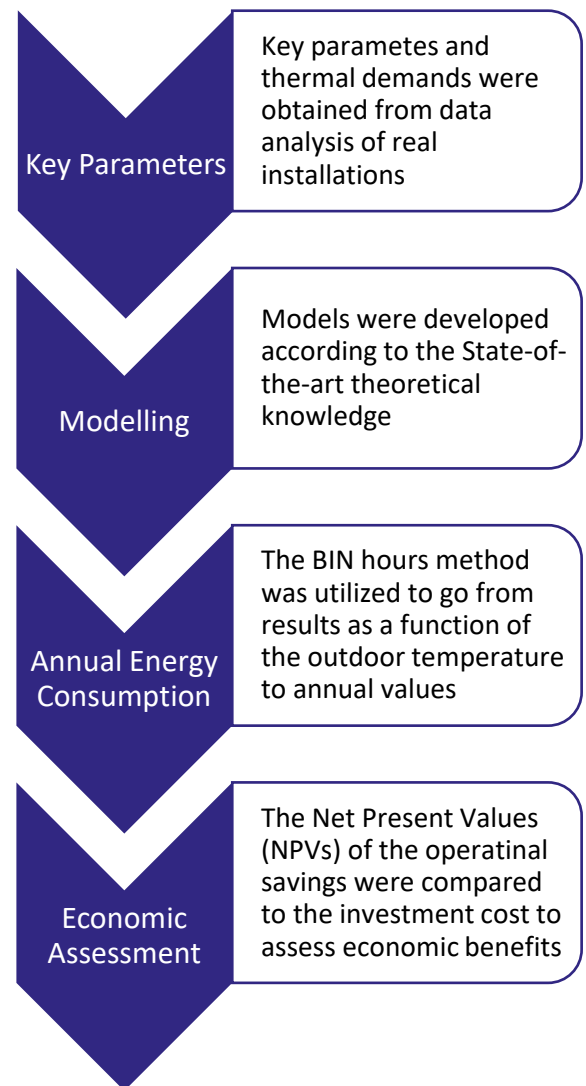 Key Parameters
Key parametes and
thermal demands were
obtained from data
analysis of real
installations
Modelling
Models were developed
according to the State-of-
the-art theoretical
knowledge
Annual Energy
Consumption
The BIN hours method
was utilized to go from
results as a function of
the outdoor temperature
to annual values
Economic
Assessment
The Net Present Values
(NPVs) of the operatinal
savings were compared
to the investment cost to
assess economic benefits